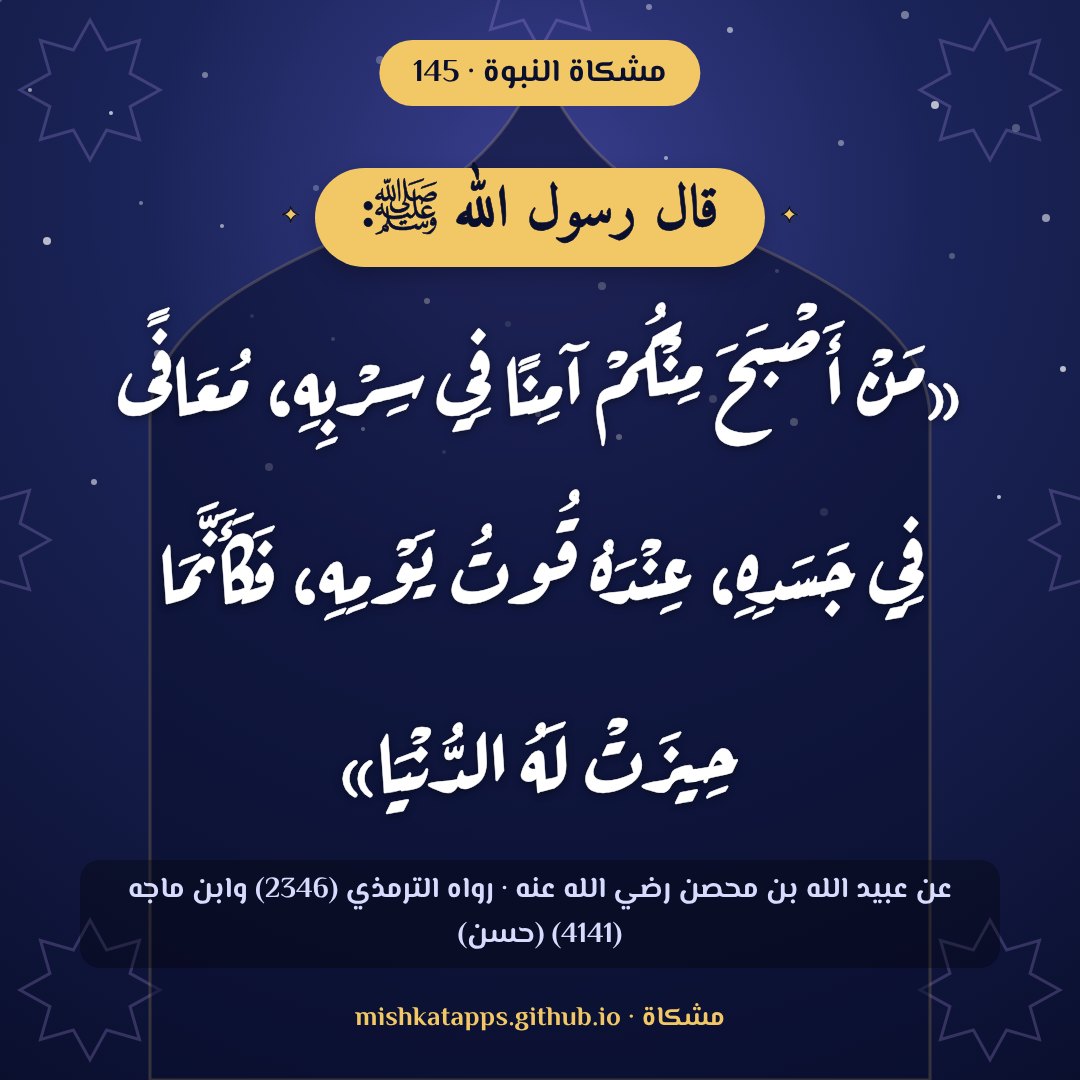 مشكاة النبوة · 145
قال رسول الله ﷺ:
«مَنْ أَصْبَحَ مِنْكُمْ آمِنًا فِي سِرْبِهِ، مُعَافًى
فِي جَسَدِهِ، عِنْدَهُ قُوتُ يَوْمِهِ، فَكَأَنَّمَا
حِيزَتْ لَهُ الدُّنْيَا»
عن عبيد الله بن محصن رضي الله عنه · رواه الترمذي (2346) وابن ماجه
(4141) (حسن)
مشكاة · mishkatapps.github.io